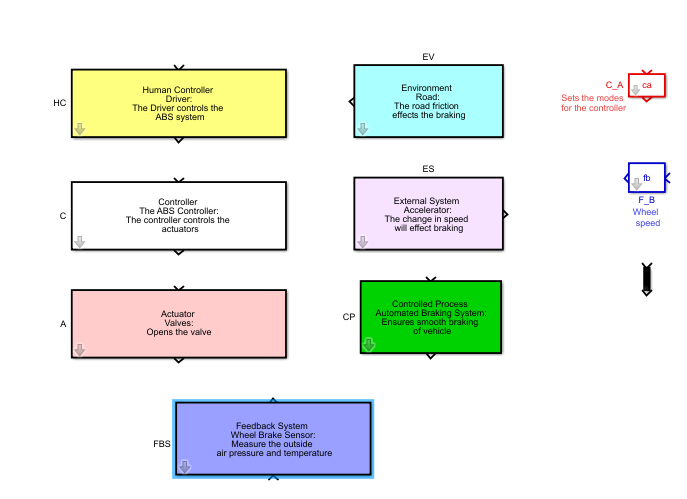 HC
Human Controller
Driver:
The Driver controls the
ABS system
EV
Environment
Road:
The road friction
effects the braking
C_A
ca
Sets the modes
for the controller
C
Controller
The ABS Controller:
The controller controls the
actuators
ES
External System
Accelerator:
The change in speed
will effect braking
fb
F_B
Wheel
speed
A
Actuator
Valves:
Opens the valve
CP
Controlled Process
Automated Braking System:
Ensures smooth braking
of vehicle
FBS
Feedback System
Wheel Brake Sensor:
Measure the outside
air pressure and temperature